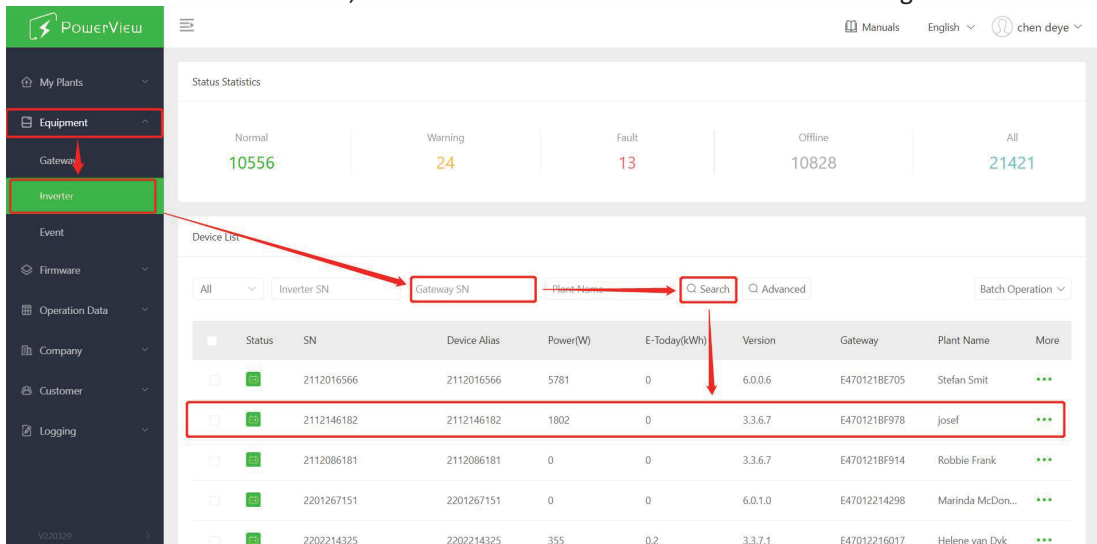 PowerView
Manuals English chen deye
My Plants
Equipment
Gateway
Inverter
Event
Firmware
Operation Data
Company
Customer
Logging
V220329
Status Statistics
Normal Warning Fault Offline All
10556 24 13 10828 21421
Device List
All Inverter SN Gateway SN Plant Name Search Advanced Batch Operation
Status SN Device Alias Power(W) E-Today(kWh) Version Gateway Plant Name More
2112016566 2112016566 5781 0 6.0.0.6 E470121BE705 Stefan Smit
2112146182 2112146182 1802 0 3.3.6.7 E470121BF978 josef
2112086181 2112086181 0 0 3.3.6.7 E470121BF914 Robbie Frank
2201267151 2201267151 0 0 6.0.1.0 E47012214298 Marinda McDon...
2202214325 2202214325 355 0.2 3.3.7.1 E47012216017 Helene van Dyk